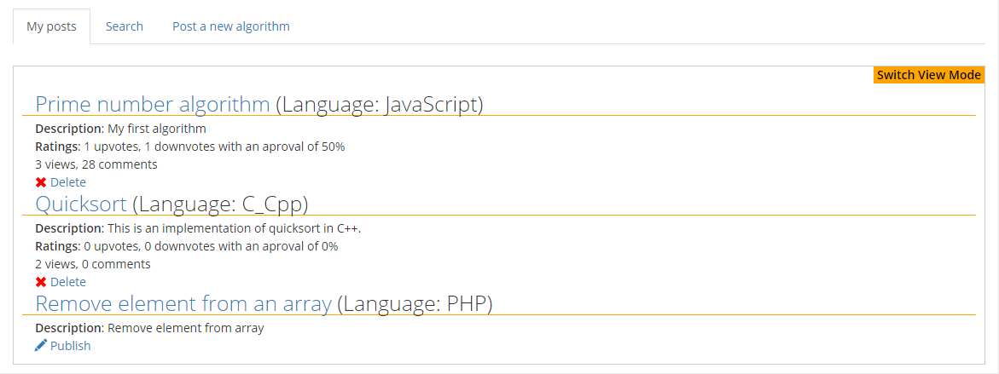 My posts Search Post a new algorithm
Switch View Mode
Prime number algorithm (Language: JavaScript)
Description: My first algorithm
Ratings: 1 upvotes, 1 downvotes with an aproval of 50%
3 views, 28 comments
Delete
Quicksort (Language: C_Cpp)
Description: This is an implementation of quicksort in C++.
Ratings: 0 upvotes, 0 downvotes with an aproval of 0%
2 views, 0 comments
Delete
Remove element from an array (Language: PHP)
Description: Remove element from array
Publish